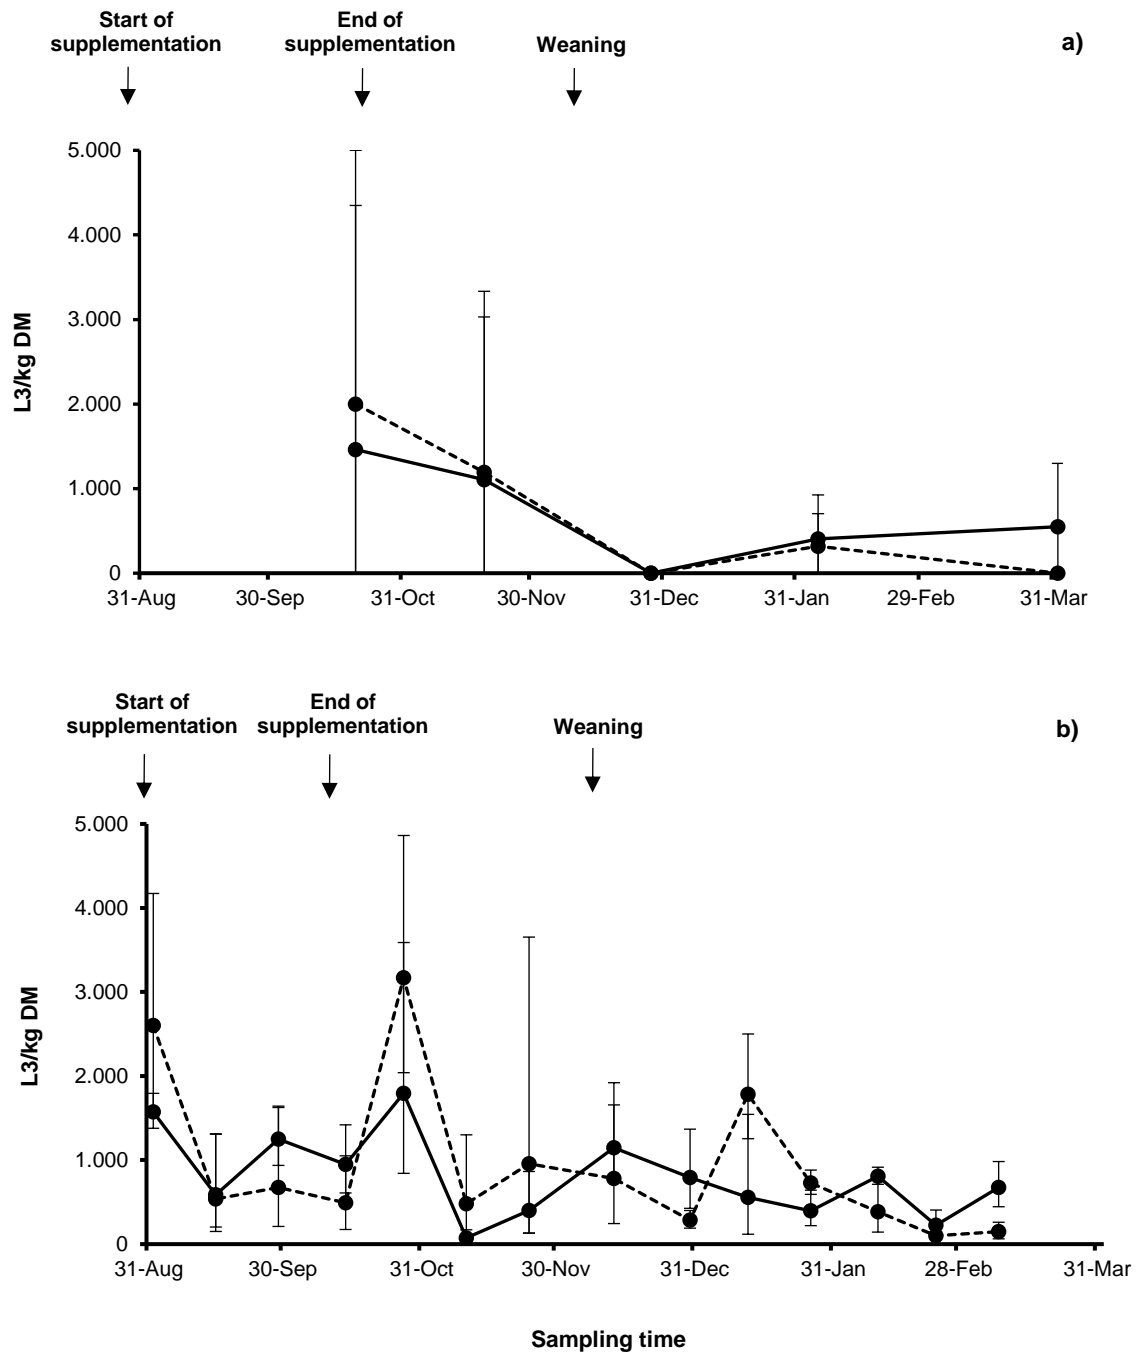 Start of
supplementation
End of
supplementation
Weaning
a)
L3/kg DM
5.000
4.000
3.000
2.000
1.000
0
31-Aug 30-Sep 31-Oct 30-Nov 31-Dec 31-Jan 29-Feb 31-Mar
Start of
supplementation
End of
supplementation
Weaning
b)
L3/kg DM
5.000
4.000
3.000
2.000
1.000
0
31-Aug 30-Sep 31-Oct 30-Nov 31-Dec 31-Jan 28-Feb 31-Mar
Sampling time